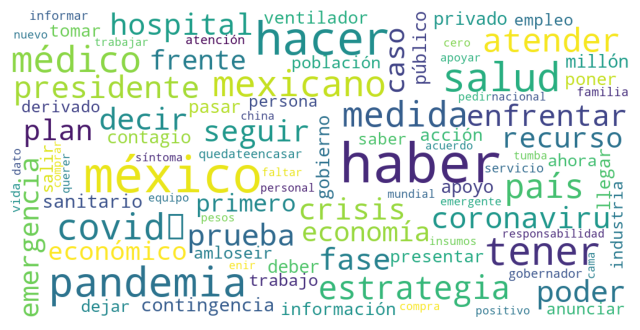 informar
nuevo
tomar
trabajar
hospital
atención
ventilador
hacer
caso
público
privado
empleo
cero
apoyar
atender
médico
frente
población
salud
millón
poner
presidente
mexicano
pedir
nacional
familia
derivado
decir
pasar
persona
medida
enfrentar
plan
contagio
seguir
china
gobierno
saber
acción
recurso
síntoma
quedateencasar
haber
acuerdo
tumba
ahora
llegar
emergencia
vida
dato
querer
salir
comprar
méxico
equipo
faltar
personal
apoyo
mundial
país
servicio
emergente
industria
sanitario
primero
crisis
coronaviru
covid▯
prueba
pesos
economía
insumos
tener
responsabilidad
económico
amloseir
deber
fase
presentar
gobernador
pandemia
trabajo
enir
estrategia
cama
poder
dejar
contingencia
información
compra
positivo
anunciar